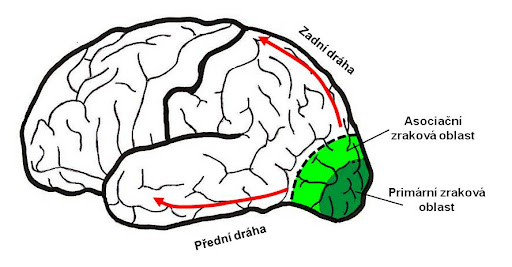 Zadní dráha
Asociační
zraková oblast
Primární zraková
oblast
Přední dráha